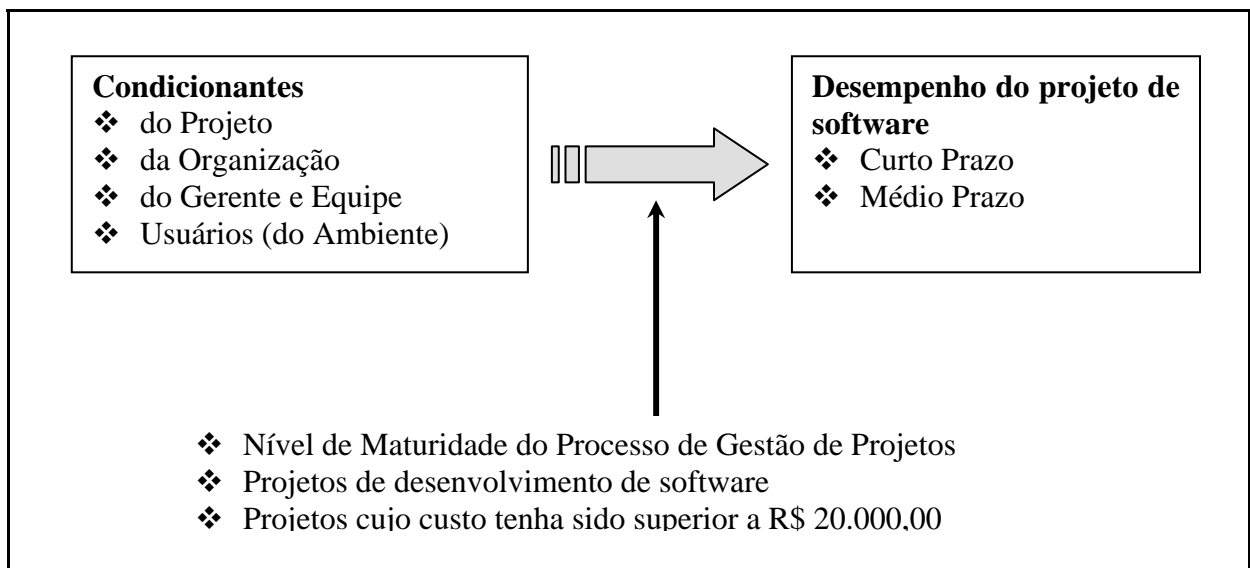 Condicionantes
❖ do Projeto
❖ da Organização
❖ do Gerente e Equipe
❖ Usuários (do Ambiente)
Desempenho do projeto de
software
❖ Curto Prazo
❖ Médio Prazo
❖ Nível de Maturidade do Processo de Gestão de Projetos
❖ Projetos de desenvolvimento de software
❖ Projetos cujo custo tenha sido superior a R$ 20.000,00